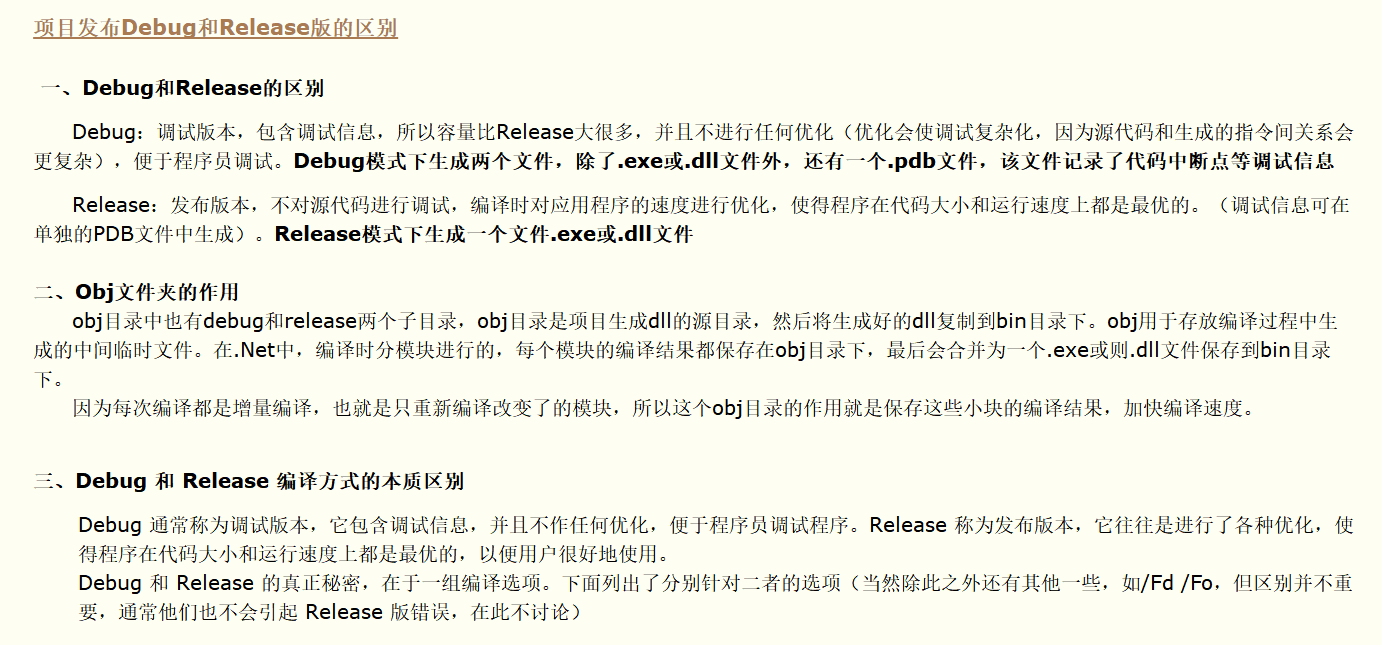 项目发布Debug和Release版的区别
一、Debug和Release的区别
Debug：调试版本，包含调试信息，所以容量比Release大很多，并且不进行任何优化（优化会使调试复杂化，因为源代码和生成的指令间关系会
更复杂），便于程序员调试。Debug模式下生成两个文件，除了.exe或.dll文件外，还有一个.pdb文件，该文件记录了代码中断点等调试信息
Release：发布版本，不对源代码进行调试，编译时对应用程序的速度进行优化，使得程序在代码大小和运行速度上都是最优的。（调试信息可在
单独的PDB文件中生成）。Release模式下生成一个文件.exe或.dll文件
二、Obj文件夹的作用
obj目录中也有debug和release两个子目录，obj目录是项目生成dll的源目录，然后将生成好的dll复制到bin目录下。obj用于存放编译过程中生
成的中间临时文件。在.Net中，编译时分模块进行的，每个模块的编译结果都保存在obj目录下，最后会合并为一个.exe或则.dll文件保存到bin目录
下。
因为每次编译都是增量编译，也就是只重新编译改变了的模块，所以这个obj目录的作用就是保存这些小块的编译结果，加快编译速度。
三、Debug 和 Release 编译方式的本质区别
Debug 通常称为调试版本，它包含调试信息，并且不作任何优化，便于程序员调试程序。Release 称为发布版本，它往往是进行了各种优化，使
得程序在代码大小和运行速度上都是最优的，以便用户很好地使用。
Debug 和 Release 的真正秘密，在于一组编译选项。下面列出了分别针对二者的选项（当然除此之外还有其他一些，如/Fd /Fo，但区别并不重
要，通常他们也不会引起 Release 版错误，在此不讨论）